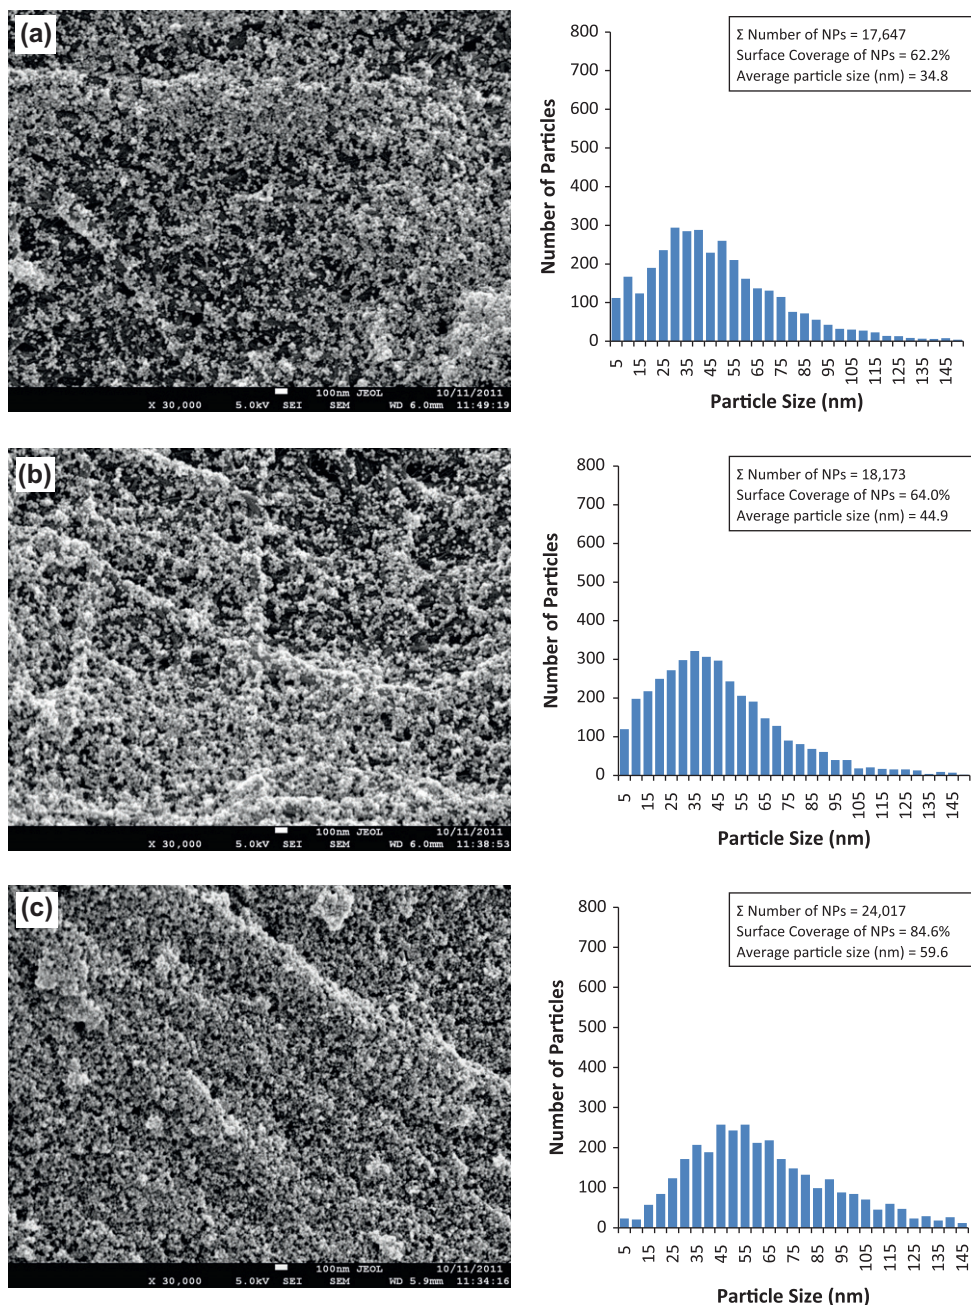 (a)
100nm JEOL 10/11/2011
X 30,000 5.0kV SEI SEM WD 6.0mm 11:49:19
Σ Number of NPs = 17,647
Surface Coverage of NPs = 62.2%
Average particle size (nm) = 34.8
Number of Particles
800
700
600
500
400
300
200
100
0
5 15 25 35 45 55 65 75 85 95 105 115 125 135 145
Particle Size (nm)
(b)
100nm JEOL 10/11/2011
X 30,000 5.0kV SEI SEM WD 6.0mm 11:38:53
Σ Number of NPs = 18,173
Surface Coverage of NPs = 64.0%
Average particle size (nm) = 44.9
Number of Particles
800
700
600
500
400
300
200
100
0
5 15 25 35 45 55 65 75 85 95 105 115 125 135 145
Particle Size (nm)
(c)
100nm JEOL 10/11/2011
X 30,000 5.0kV SEI SEM WD 5.9mm 11:34:16
Σ Number of NPs = 24,017
Surface Coverage of NPs = 84.6%
Average particle size (nm) = 59.6
Number of Particles
800
700
600
500
400
300
200
100
0
5 15 25 35 45 55 65 75 85 95 105 115 125 135 145
Particle Size (nm)